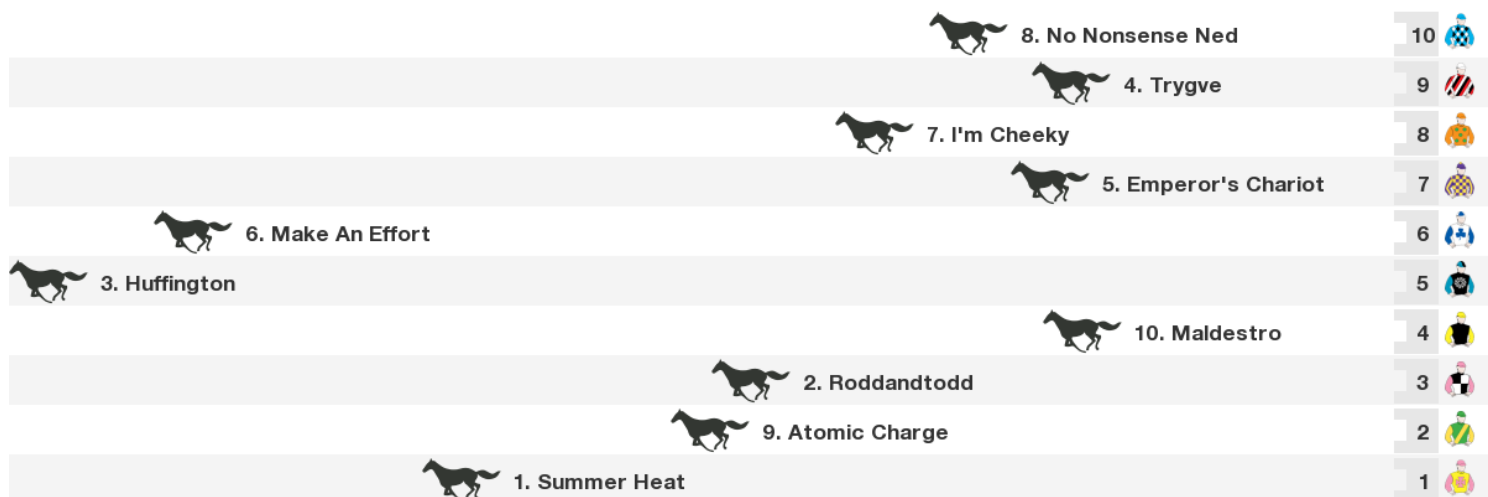 8. No Nonsense Ned 10
4. Trygve 9
7. I'm Cheeky 8
5. Emperor's Chariot 7
6. Make An Effort 6
3. Huffington 5
10. Maldestro 4
2. Roddandtodd 3
9. Atomic Charge 2
1. Summer Heat 1